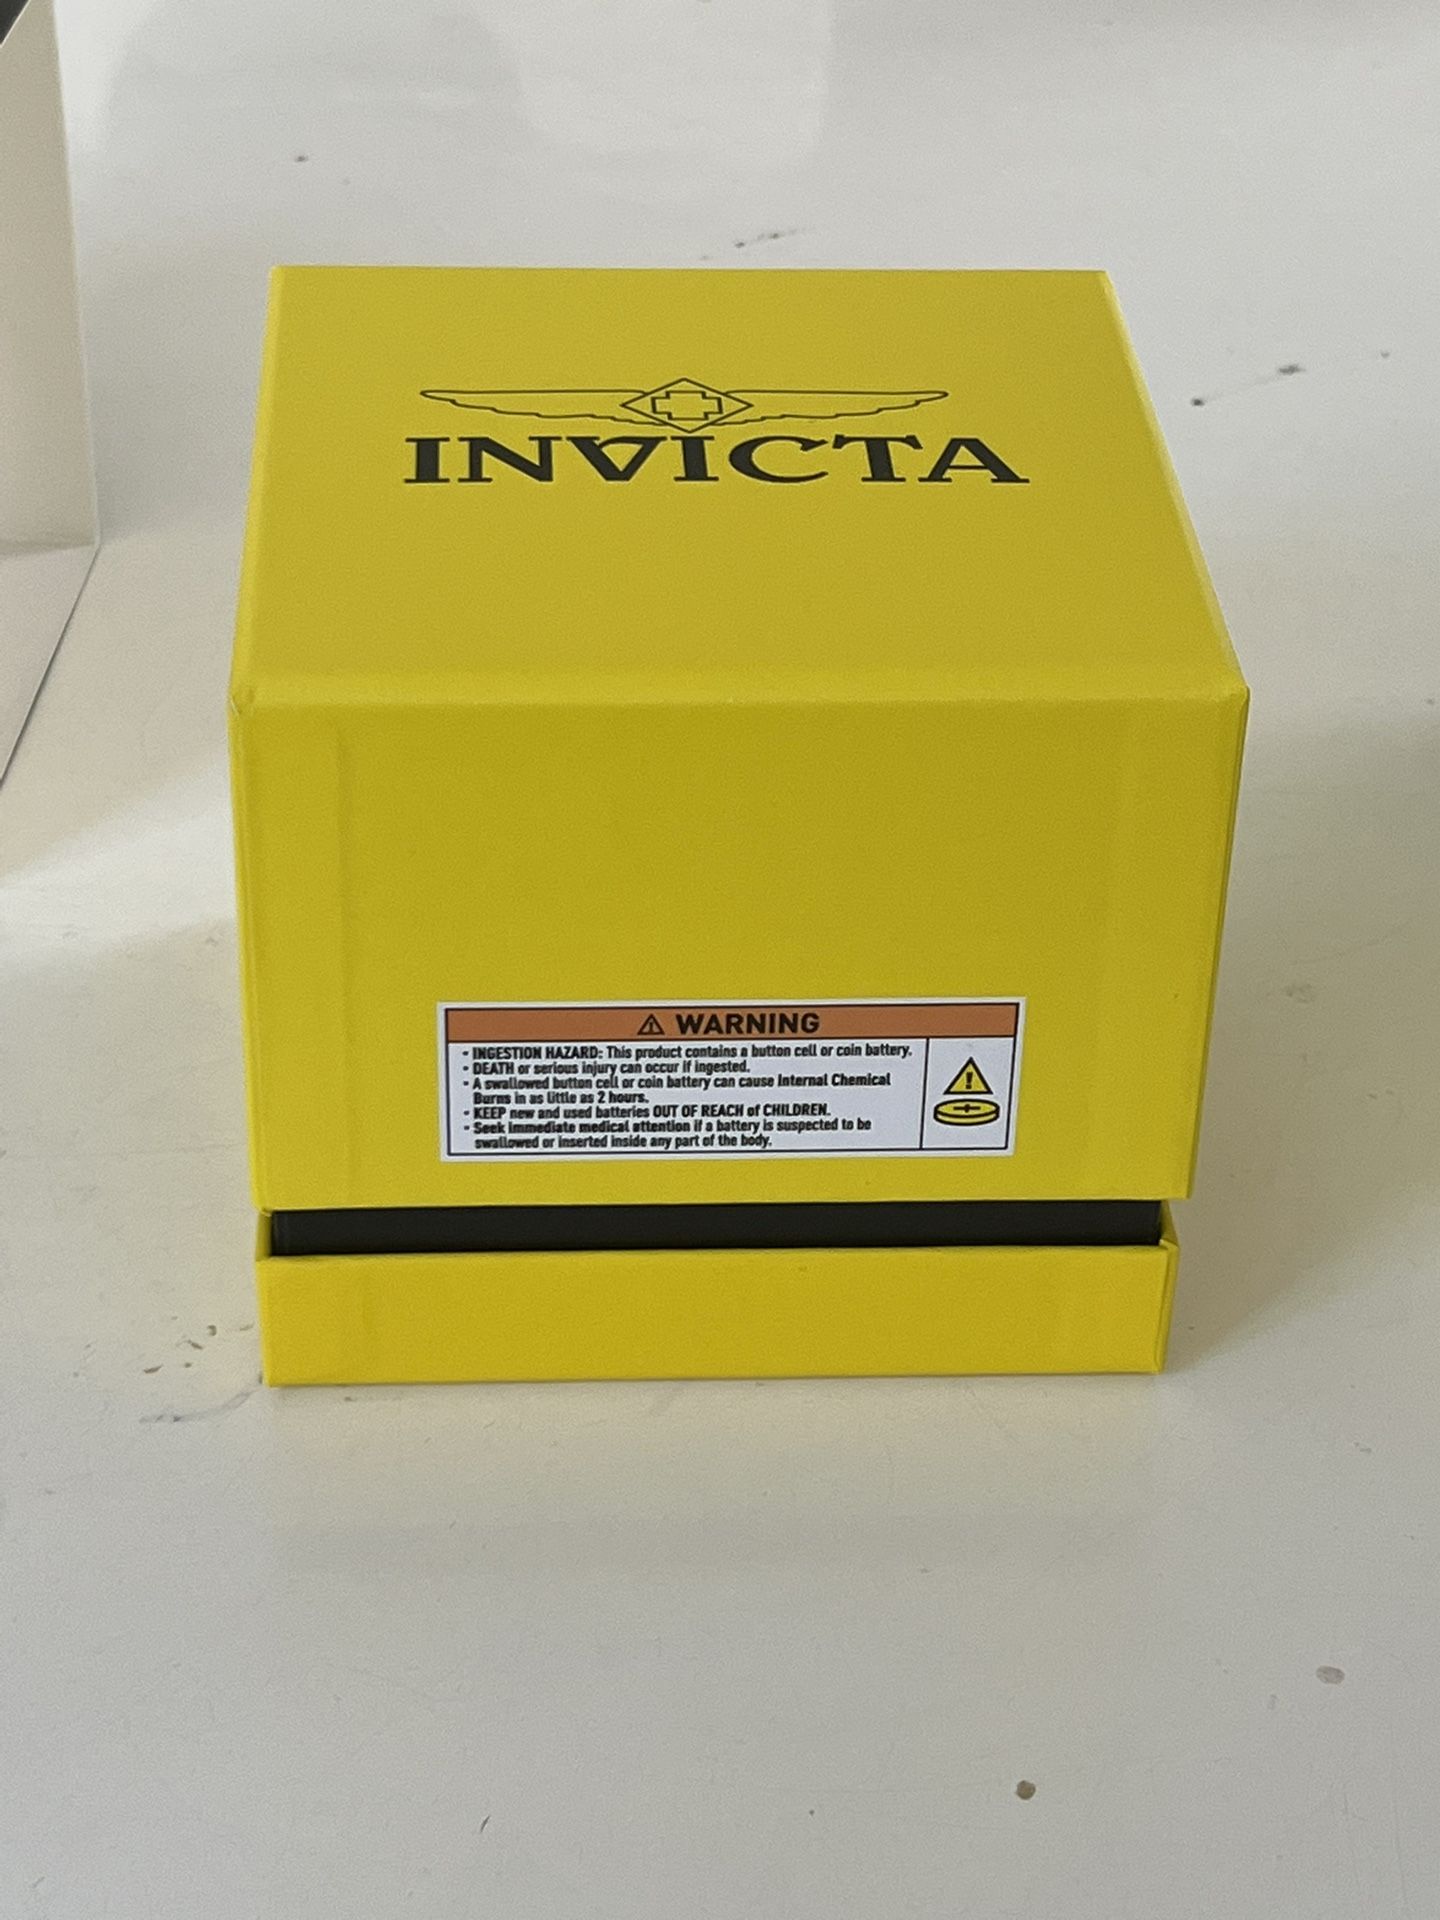 INVICTA
⚠ WARNING
• INGESTION HAZARD: This product contains a button cell or coin battery.
• DEATH or serious injury can occur if ingested.
• A swallowed button cell or coin battery can cause Internal Chemical
Burns in as little as 2 hours.
• KEEP new and used batteries OUT OF REACH of CHILDREN.
• Seek immediate medical attention if a battery is suspected to be
swallowed or inserted inside any part of the body.